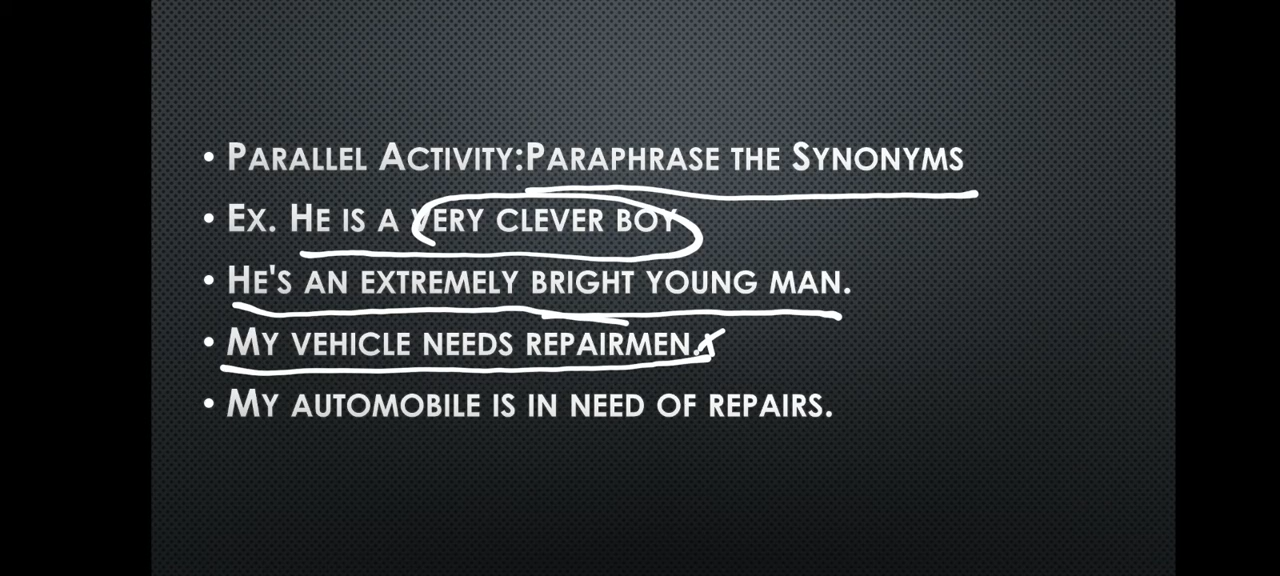 • Parallel Activity:Paraphrase the Synonyms
• Ex. He is a very clever boy
• He's an extremely bright young man.
• My vehicle needs repairmen.
• My automobile is in need of repairs.